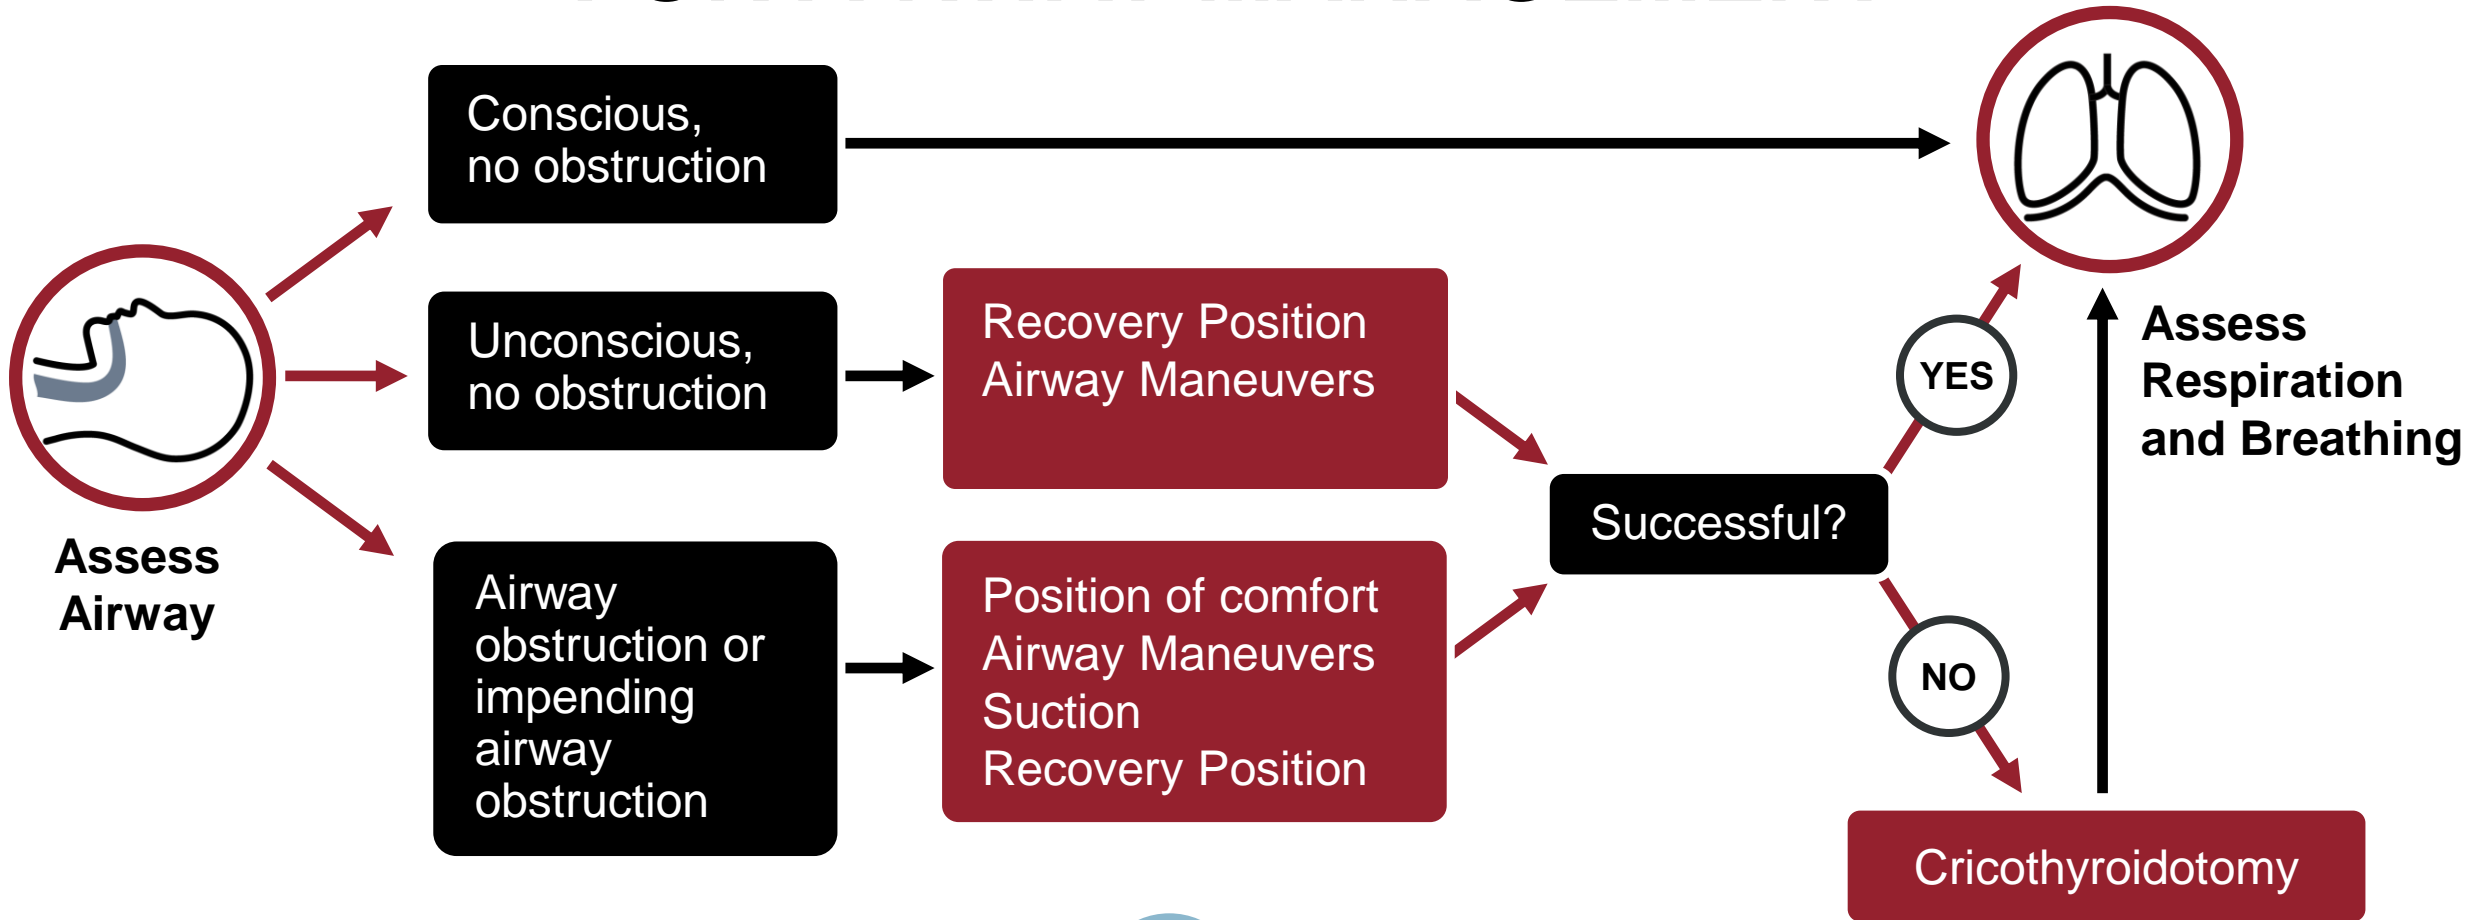 Conscious,
no obstruction
Unconscious,
no obstruction
Recovery Position
Airway Maneuvers
YES
Assess
Respiration
and Breathing
Successful?
Assess
Airway
Airway
obstruction or
impending
airway
obstruction
Position of comfort
Airway Maneuvers
Suction
Recovery Position
NO
Cricothyroidotomy